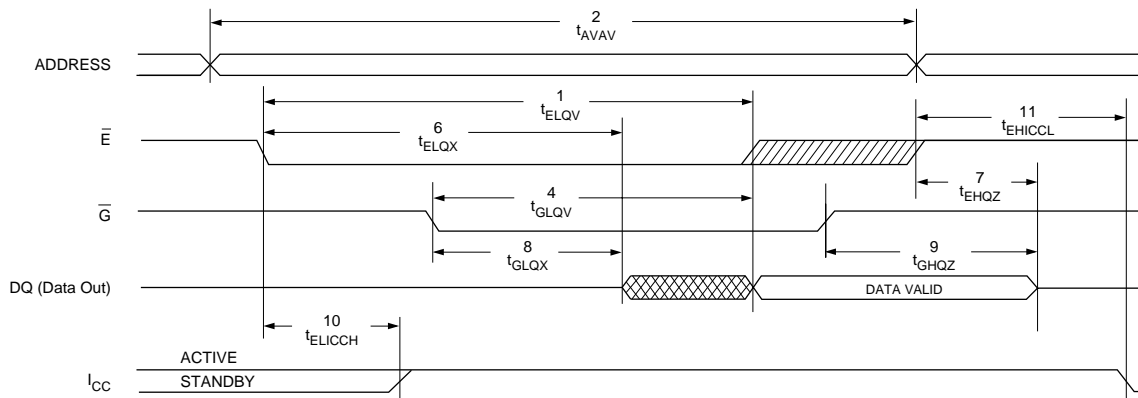 2
tAVAV
ADDRESS
1
tELQV
11
tEHICCL
6
tELQX
E
7
tEHQZ
4
tGLQV
G
8
tGLQX
9
tGHQZ
DQ (Data Out)
DATA VALID
10
tELICCH
ACTIVE
ICC
STANDBY